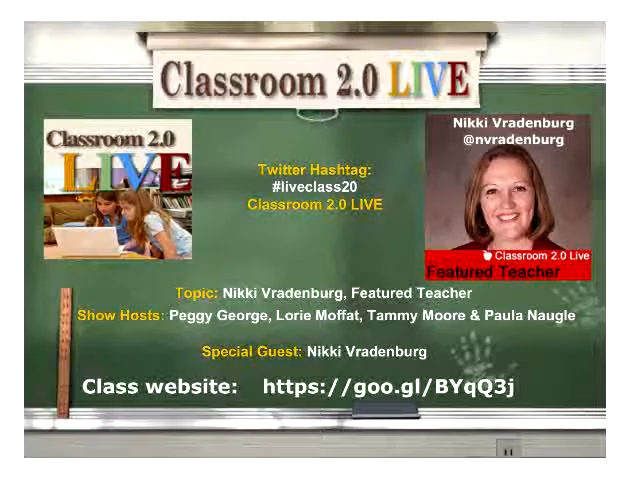 Classroom 2.0 LIVE
Classroom 2.0
LIVE
Twitter Hashtag:
#liveclass20
Classroom 2.0 LIVE
Nikki Vradenburg
@nvradenburg
Classroom 2.0 Live
Featured Teacher
Topic: Nikki Vradenburg, Featured Teacher
Show Hosts: Peggy George, Lorie Moffat, Tammy Moore & Paula Naugle
Special Guest: Nikki Vradenburg
Class website: https://goo.gl/BYqQ3j